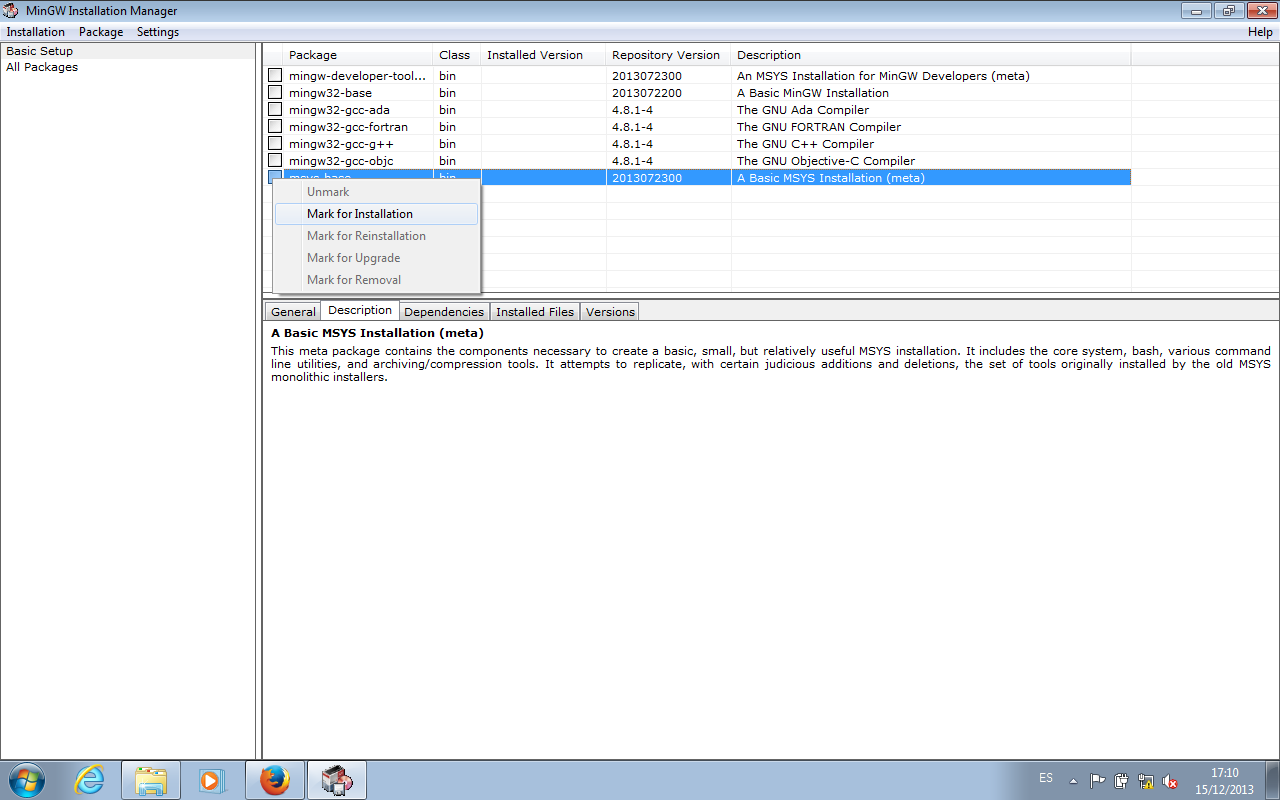 MinGW Installation Manager
Installation Package Settings Help
Basic Setup
All Packages
Package Class Installed Version Repository Version Description
mingw-developer-tool... bin 2013072300 An MSYS Installation for MinGW Developers (meta)
mingw32-base bin 2013072200 A Basic MinGW Installation
mingw32-gcc-ada bin 4.8.1-4 The GNU Ada Compiler
mingw32-gcc-fortran bin 4.8.1-4 The GNU FORTRAN Compiler
mingw32-gcc-g++ bin 4.8.1-4 The GNU C++ Compiler
mingw32-gcc-objc bin 4.8.1-4 The GNU Objective-C Compiler
msys-base bin 2013072300 A Basic MSYS Installation (meta)
Unmark
Mark for Installation
Mark for Reinstallation
Mark for Upgrade
Mark for Removal
General Description Dependencies Installed Files Versions
A Basic MSYS Installation (meta)
This meta package contains the components necessary to create a basic, small, but relatively useful MSYS installation. It includes the core system, bash, various command
line utilities, and archiving/compression tools. It attempts to replicate, with certain judicious additions and deletions, the set of tools originally installed by the old MSYS
monolithic installers.
ES
17:10
15/12/2013